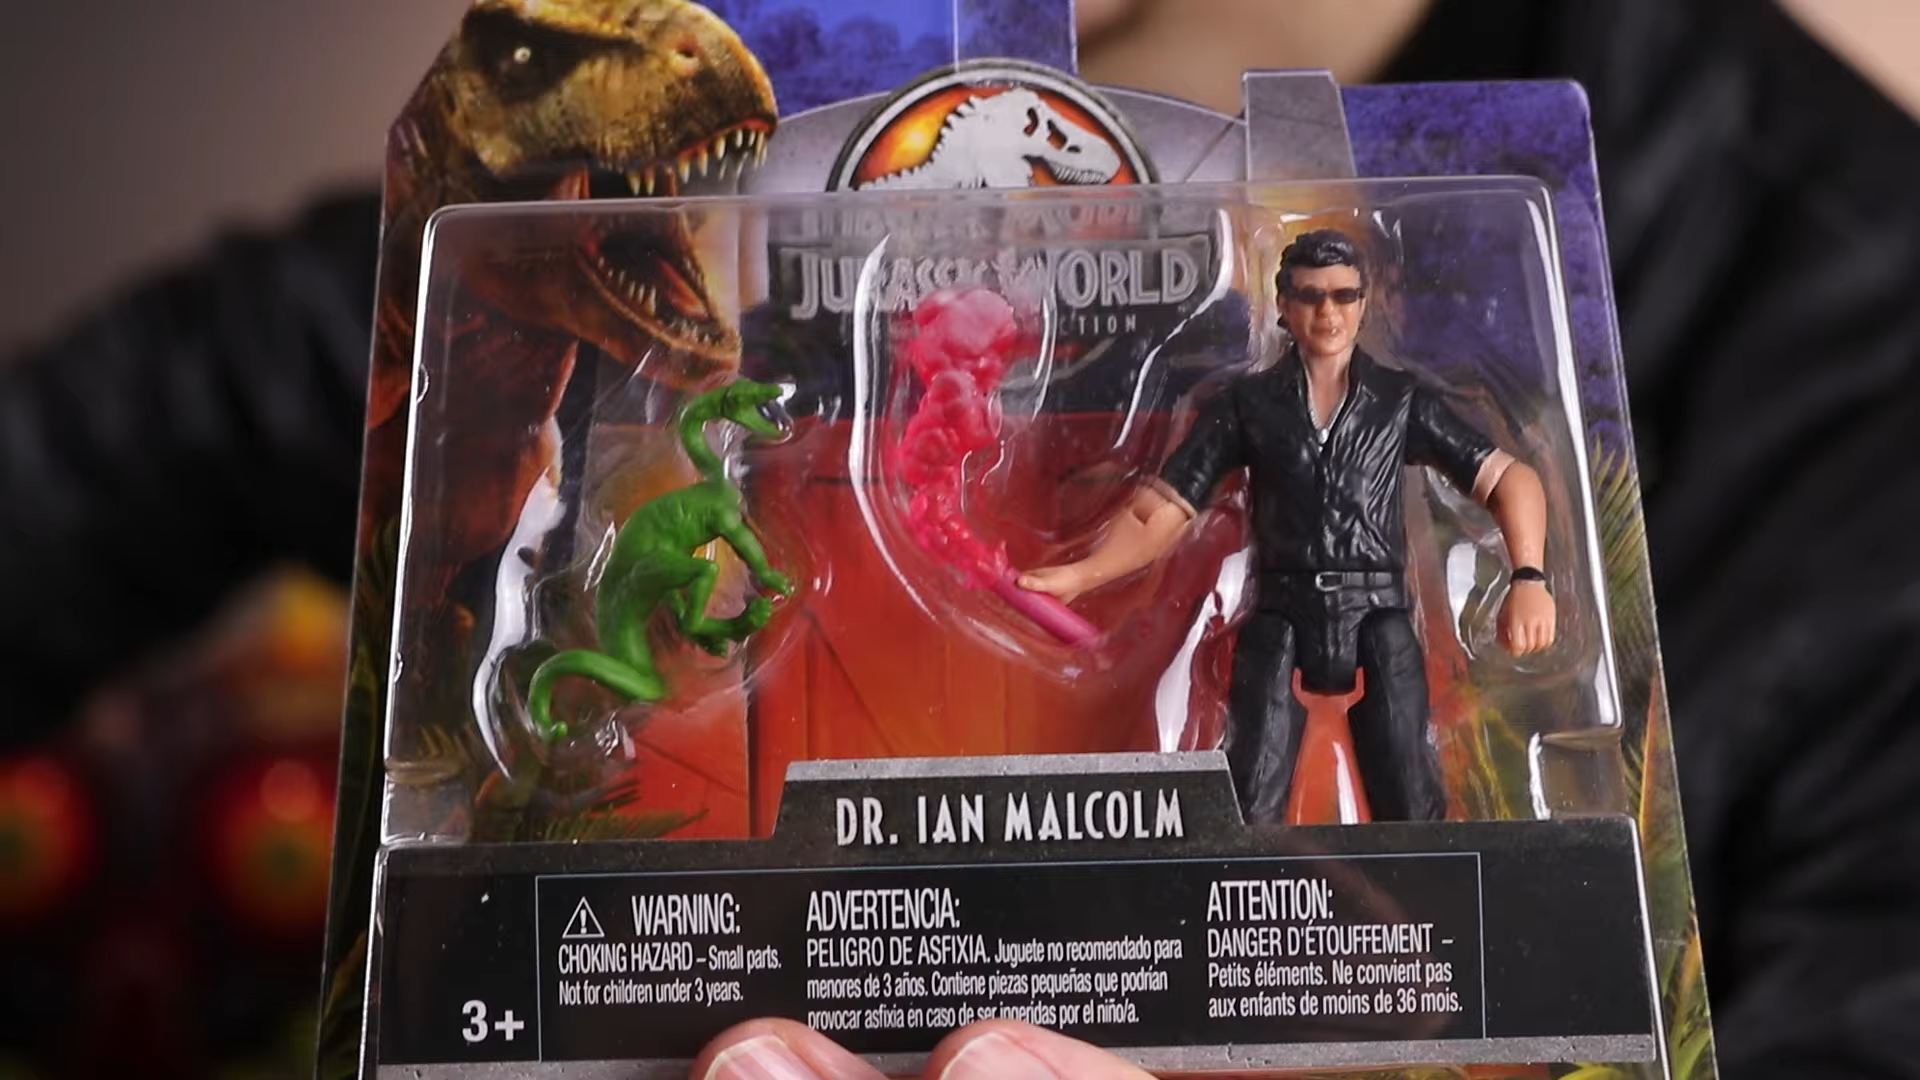 JURASSIC WORLD
CTION
DR. IAN MALCOLM
WARNING:
CHOKING HAZARD – Small parts.
Not for children under 3 years.
ADVERTENCIA:
PELIGRO DE ASFIXIA. Juguete no recomendado para
menores de 3 años. Contiene piezas pequeñas que podrían
provocar asfixia en caso de ser ingeridas por el niño/a.
ATTENTION:
DANGER D'ÉTOUFFEMENT –
Petits éléments. Ne convient pas
aux enfants de moins de 36 mois.
3+